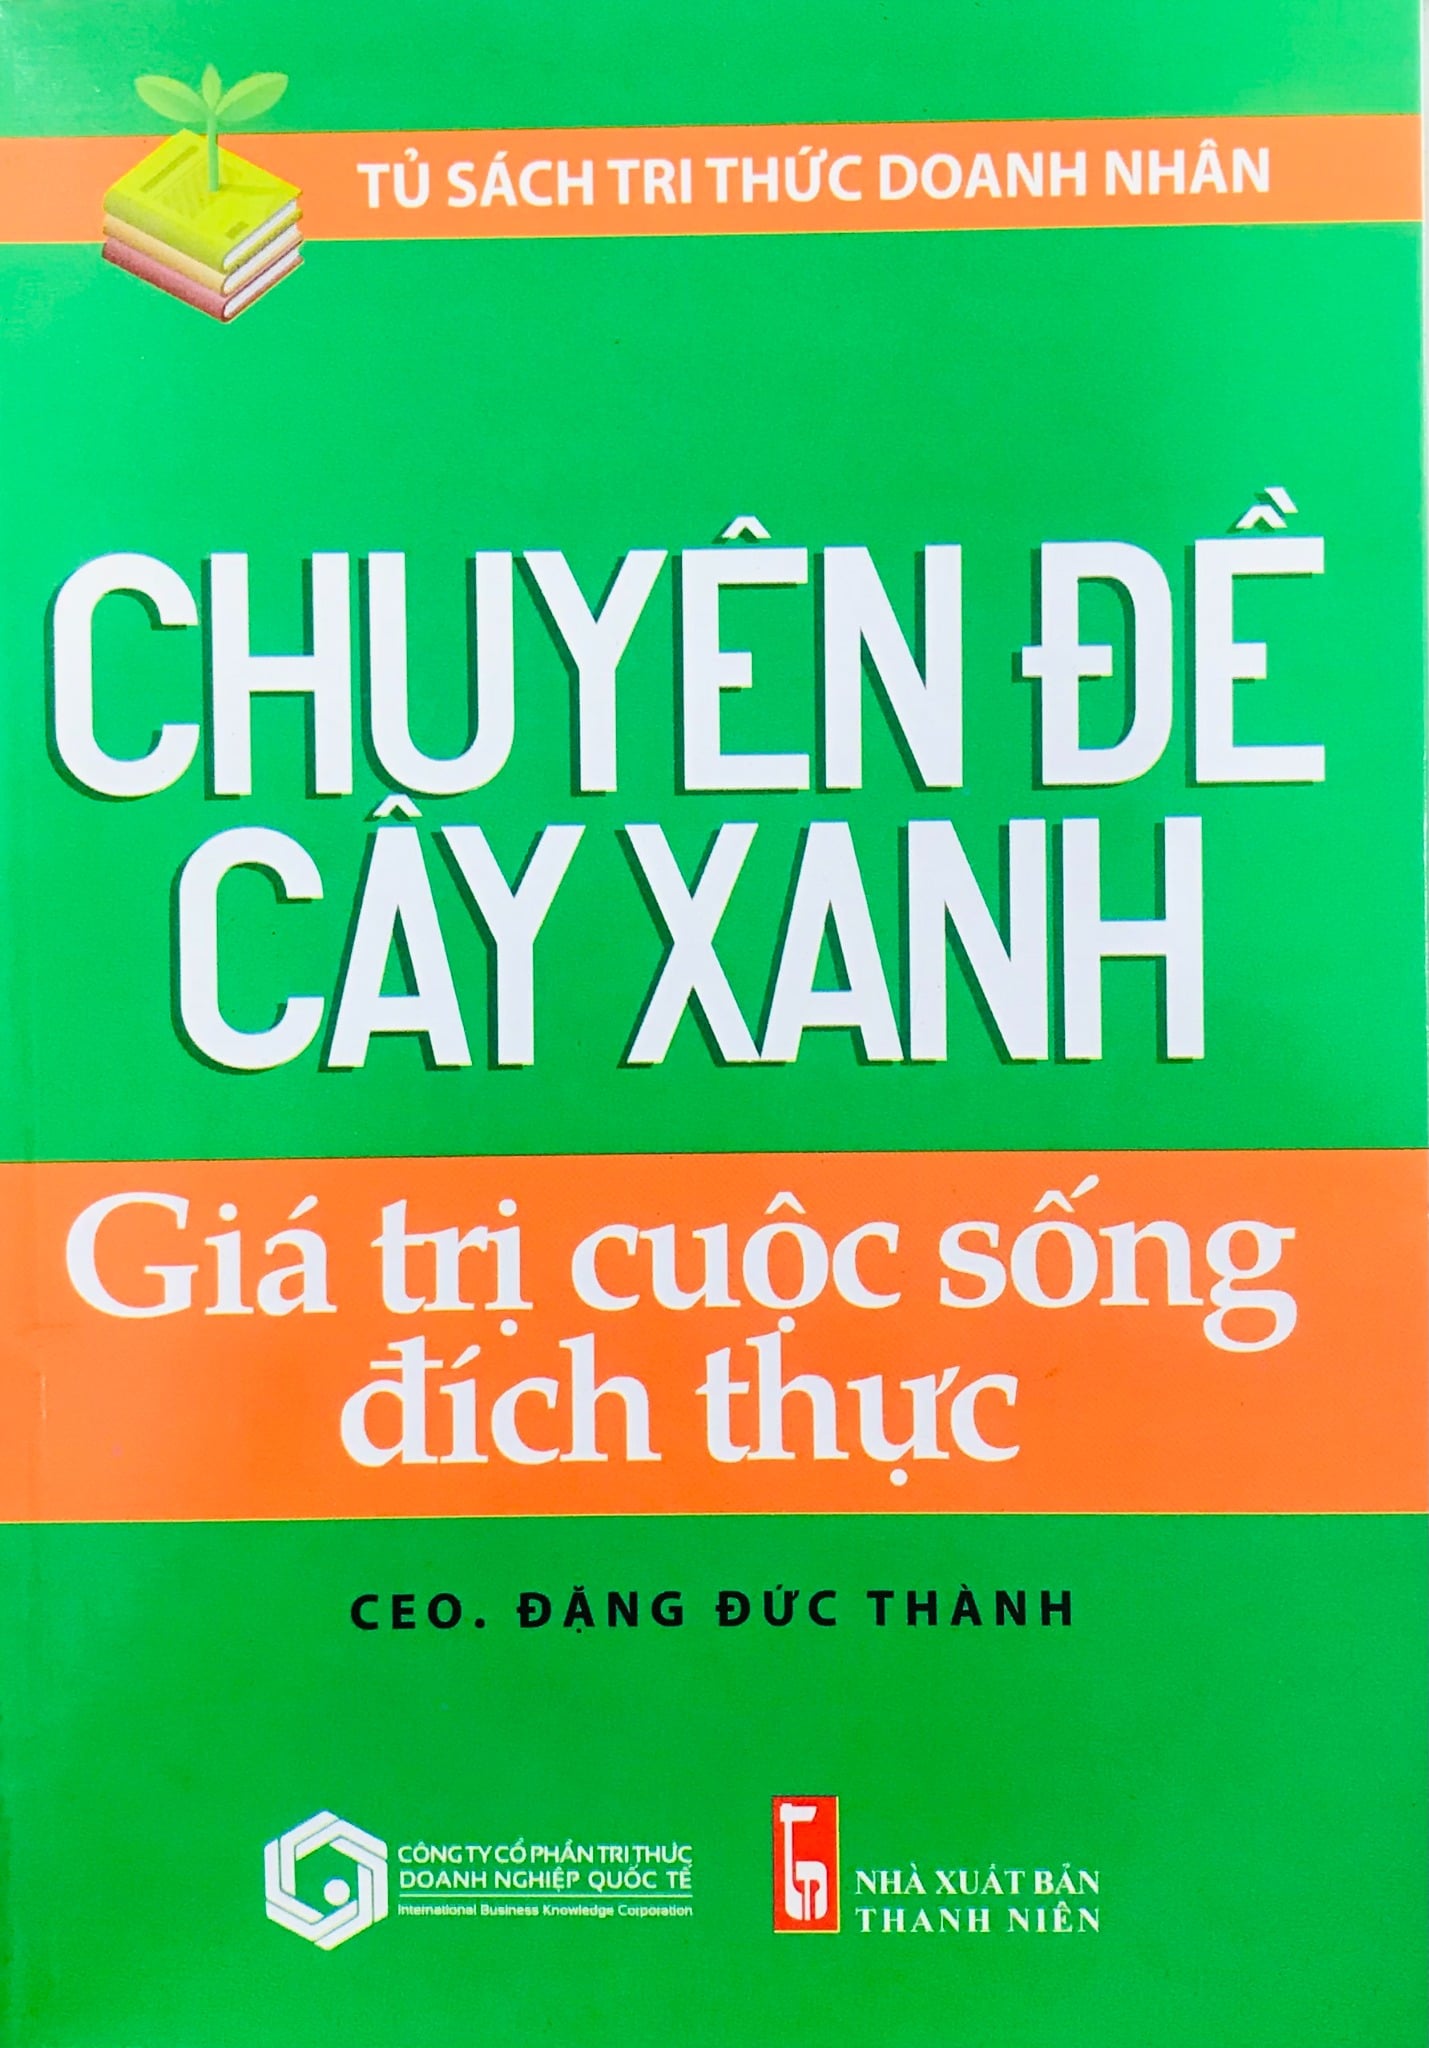 TỦ SÁCH TRI THỨC DOANH NHÂN
CHUYÊN ĐỀ
CÂY XANH
Giá trị cuộc sống
đích thực
CEO. ĐẶNG ĐỨC THÀNH
CÔNG TY CỔ PHẦN TRI THỨC
DOANH NGHIỆP QUỐC TẾ
International Business Knowledge Corporation
NHÀ XUẤT BẢN
THANH NIÊN